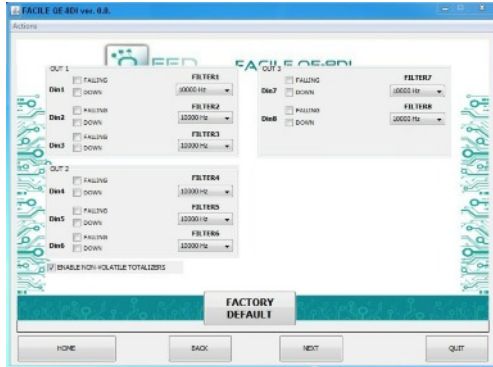 FACILE QE-8DI ver. 0.0.
Actions
FACILE QE-8DI
OUT 1
FALLING
FILTER1
Din1
DOWN
10000 Hz
FALLING
FILTER2
Din2
DOWN
10000 Hz
FALLING
FILTER3
Din3
DOWN
10000 Hz
OUT 2
FALLING
FILTER4
Din4
DOWN
10000 Hz
FALLING
FILTER5
Din5
DOWN
10000 Hz
FALLING
FILTER6
Din6
DOWN
10000 Hz
OUT 3
FALLING
FILTER7
Din7
DOWN
10000 Hz
FALLING
FILTER8
Din8
DOWN
10000 Hz
ENABLE NON-VOLATILE TOTALIZERS
FACTORY
DEFAULT
HOME
BACK
NEXT
QUIT